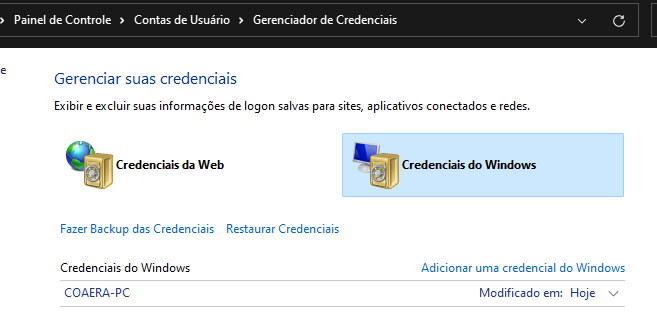 Painel de Controle > Contas de Usuário > Gerenciador de Credenciais
e
Gerenciar suas credenciais
Exibir e excluir suas informações de logon salvas para sites, aplicativos conectados e redes.
Credenciais da Web Credenciais do Windows
Fazer Backup das Credenciais Restaurar Credenciais
Credenciais do Windows Adicionar uma credencial do Windows
COAERA-PC Modificado em: Hoje